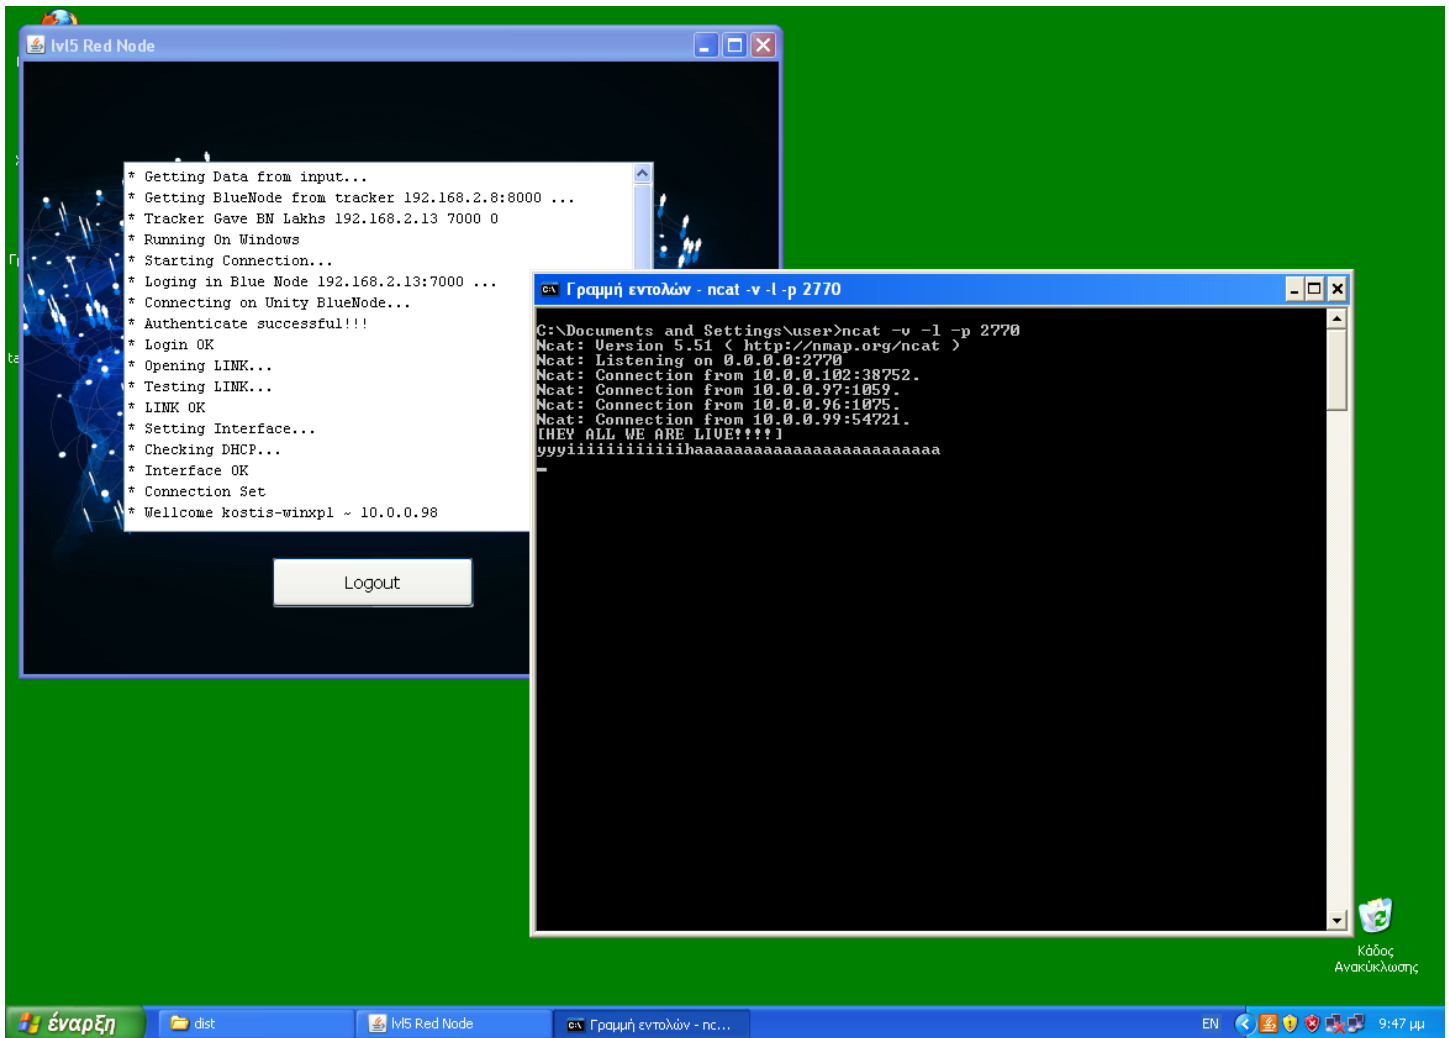 lvl5 Red Node
* Getting Data from input...
* Getting BlueNode from tracker 192.168.2.8:8000 ...
* Tracker Gave BN Lakhs 192.168.2.13 7000 0
* Running On Windows
* Starting Connection...
* Loging in Blue Node 192.168.2.13:7000 ...
* Connecting on Unity BlueNode...
* Authenticate successful!!!
* Login OK
* Opening LINK...
* Testing LINK...
* LINK OK
* Setting Interface...
* Checking DHCP...
* Interface OK
* Connection Set
* Wellcome kostis-winxpl ~ 10.0.0.98
Logout
Γραμμή εντολών - ncat -v -l -p 2770
C:\Documents and Settings\user>ncat -v -l -p 2770
Ncat: Version 5.51 ( http://nmap.org/ncat )
Ncat: Listening on 0.0.0.0:2770
Ncat: Connection from 10.0.0.102:38752.
Ncat: Connection from 10.0.0.97:1059.
Ncat: Connection from 10.0.0.96:1075.
Ncat: Connection from 10.0.0.99:54721.
[HEY ALL WE ARE LIVE!!!!]
yyyiiiiiiiiiiiihaaaaaaaaaaaaaaaaaaaaaaaaa
Κάδος
Ανακύκλωσης
έναρξη
dist
lvl5 Red Node
Γραμμή εντολών - nc...
EN
9:47 μμ